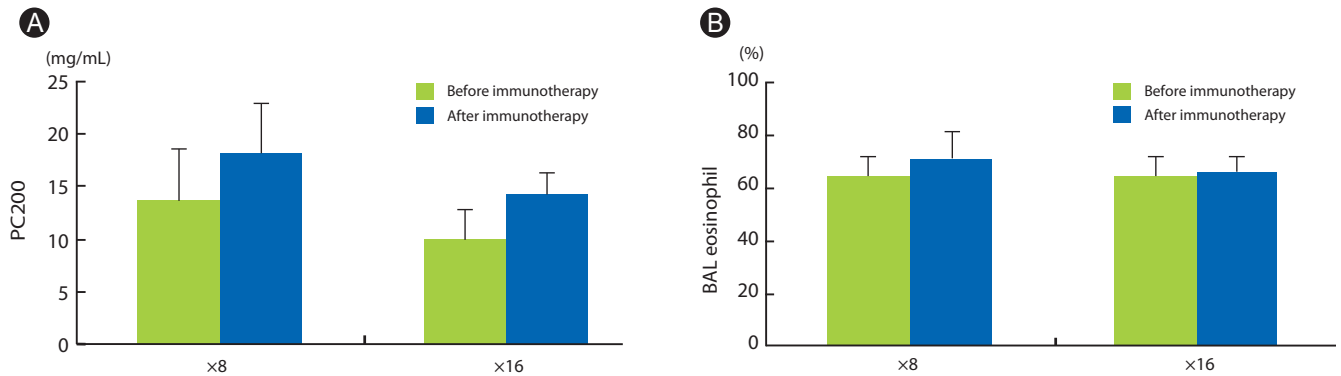 A
(mg/mL)
PC200
25
20
15
10
5
0
Before immunotherapy
After immunotherapy
×8
×16
B
(%)
BAL eosinophil
100
80
60
40
20
0
Before immunotherapy
After immunotherapy
×8
×16